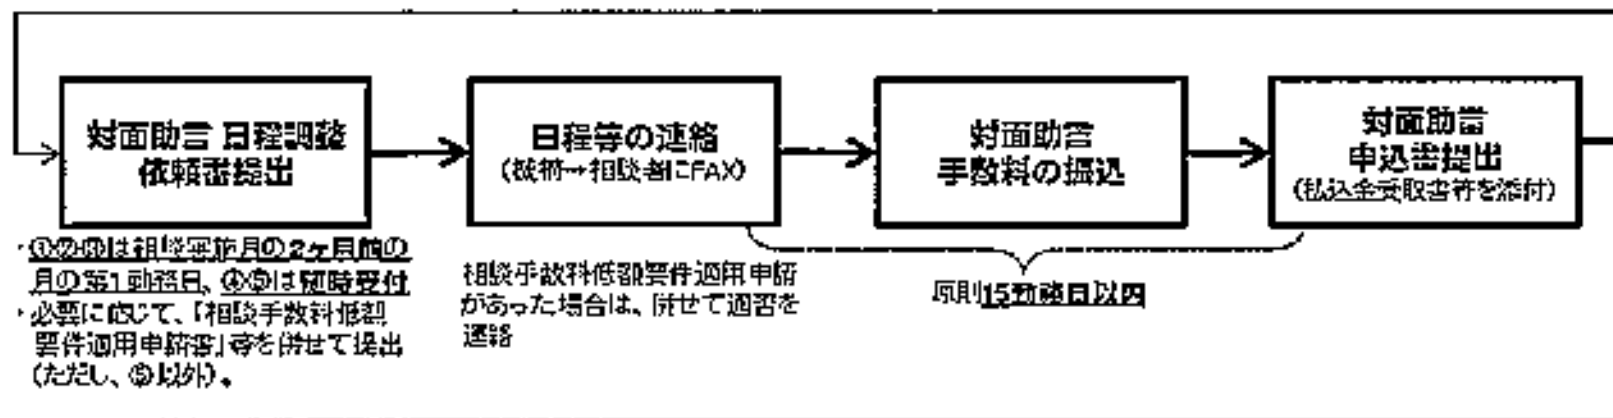 対面助言 日程調整
依頼書提出
日程等の連絡
(機構→相談者にFAX)
対面助言
手数料の振込
対面助言
申込書提出
(払込金受取書等を添付)
・①②③は相談実施月の2ヶ月前の
月の第1勤務日、④⑤は随時受付
・必要に応じて、「相談手数料低額
要件適用申請書」等を併せて提出
(ただし、⑤以外)。
相談手数料低額要件適用申請
があった場合は、併せて適否を
連絡
原則15勤務日以内